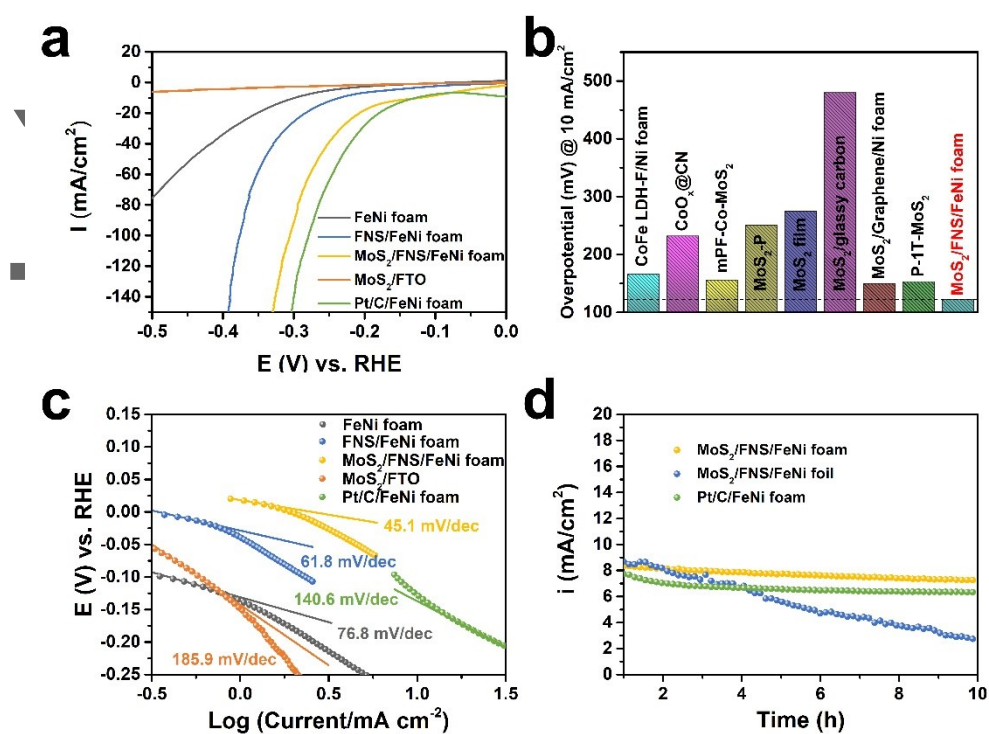 a
20
0
-20
-40
-60
-80
-100
-120
-140
I (mA/cm²)
FeNi foam
FNS/FeNi foam
MoS₂/FNS/FeNi foam
MoS₂/FTO
Pt/C/FeNi foam
-0.5
-0.4
-0.3
-0.2
-0.1
0.0
E (V) vs. RHE
b
500
400
300
200
100
Overpotential (mV) @ 10 mA/cm²
CoFe LDH-F/Ni foam
CoOₓ@CN
mPF-Co-MoS₂
MoS₂-P
MoS₂ film
MoS₂/glassy carbon
MoS₂/Graphene/Ni foam
P-1T-MoS₂
MoS₂/FNS/FeNi foam
c
0.15
0.10
0.05
0.00
-0.05
-0.10
-0.15
-0.20
-0.25
E (V) vs. RHE
FeNi foam
FNS/FeNi foam
MoS₂/FNS/FeNi foam
MoS₂/FTO
Pt/C/FeNi foam
45.1 mV/dec
61.8 mV/dec
140.6 mV/dec
76.8 mV/dec
185.9 mV/dec
-0.5
0.0
0.5
1.0
1.5
Log (Current/mA cm⁻²)
d
20
18
16
14
12
10
8
6
4
2
0
i (mA/cm²)
MoS₂/FNS/FeNi foam
MoS₂/FNS/FeNi foil
Pt/C/FeNi foam
2
4
6
8
10
Time (h)